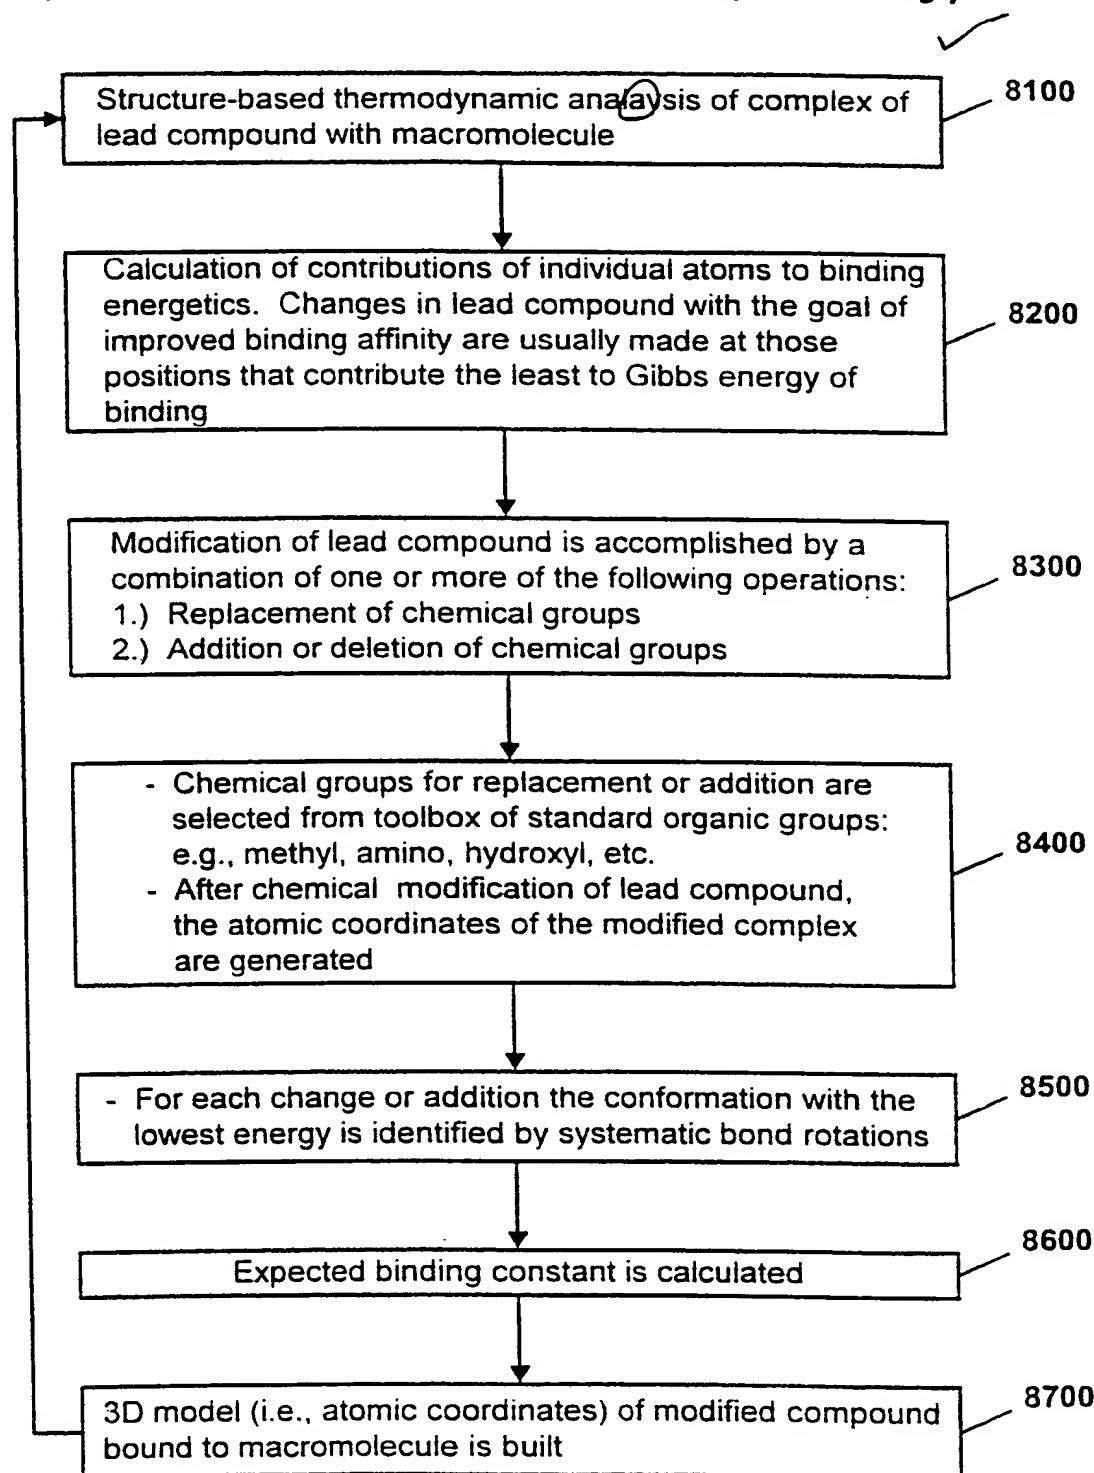 Structure-based thermodynamic analaysis of complex of
lead compound with macromolecule
8100
Calculation of contributions of individual atoms to binding
energetics. Changes in lead compound with the goal of
improved binding affinity are usually made at those
positions that contribute the least to Gibbs energy of
binding
8200
Modification of lead compound is accomplished by a
combination of one or more of the following operations:
1.) Replacement of chemical groups
2.) Addition or deletion of chemical groups
8300
- Chemical groups for replacement or addition are
selected from toolbox of standard organic groups:
e.g., methyl, amino, hydroxyl, etc.
- After chemical modification of lead compound,
the atomic coordinates of the modified complex
are generated
8400
- For each change or addition the conformation with the
lowest energy is identified by systematic bond rotations
8500
Expected binding constant is calculated
8600
3D model (i.e., atomic coordinates) of modified compound
bound to macromolecule is built
8700